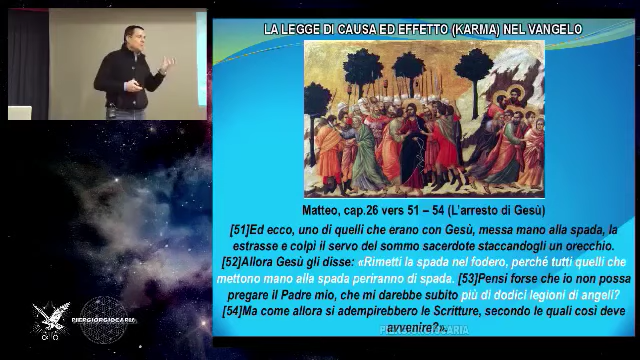 LA LEGGE DI CAUSA ED EFFETTO (KARMA) NEL VANGELO
Matteo, cap.26 vers 51 – 54 (L'arresto di Gesù)
[51]Ed ecco, uno di quelli che erano con Gesù, messa mano alla spada, la
estrasse e colpì il servo del sommo sacerdote staccandogli un orecchio.
[52]Allora Gesù gli disse: «Rimetti la spada nel fodero, perché tutti quelli che
mettono mano alla spada periranno di spada. [53]Pensi forse che io non possa
pregare il Padre mio, che mi darebbe subito più di dodici legioni di angeli?
[54]Ma come allora si adempirebbero le Scritture, secondo le quali così deve
avvenire?».
PIERGIORGIOCARIA
PIERGIORGIOCARIA